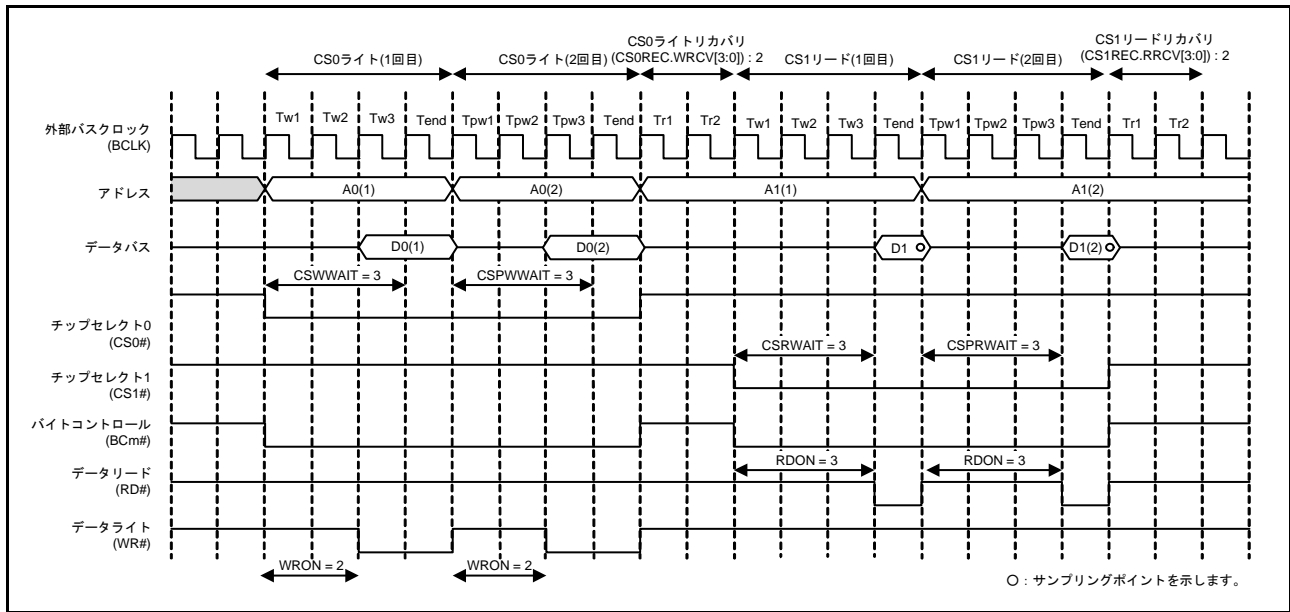 CS0ライト(1回目)
CS0ライト(2回目)
CS0ライトリカバリ
(CS0REC.WRCV[3:0]) : 2
CS1リード(1回目)
CS1リード(2回目)
CS1リードリカバリ
(CS1REC.RRCV[3:0]) : 2
Tw1 Tw2 Tw3 Tend Tpw1 Tpw2 Tpw3 Tend Tr1 Tr2 Tw1 Tw2 Tw3 Tend Tpw1 Tpw2 Tpw3 Tend Tr1 Tr2
外部バスクロック
(BCLK)
アドレス
A0(1) A0(2) A1(1) A1(2)
データバス
D0(1) D0(2) D1 D1(2)
CSWWAIT = 3 CSPWWAIT = 3
チップセレクト0
(CS0#)
CSRWAIT = 3 CSPRWAIT = 3
チップセレクト1
(CS1#)
バイトコントロール
(BCm#)
RDON = 3 RDON = 3
データリード
(RD#)
データライト
(WR#)
WRON = 2 WRON = 2
○ : サンプリングポイントを示します。